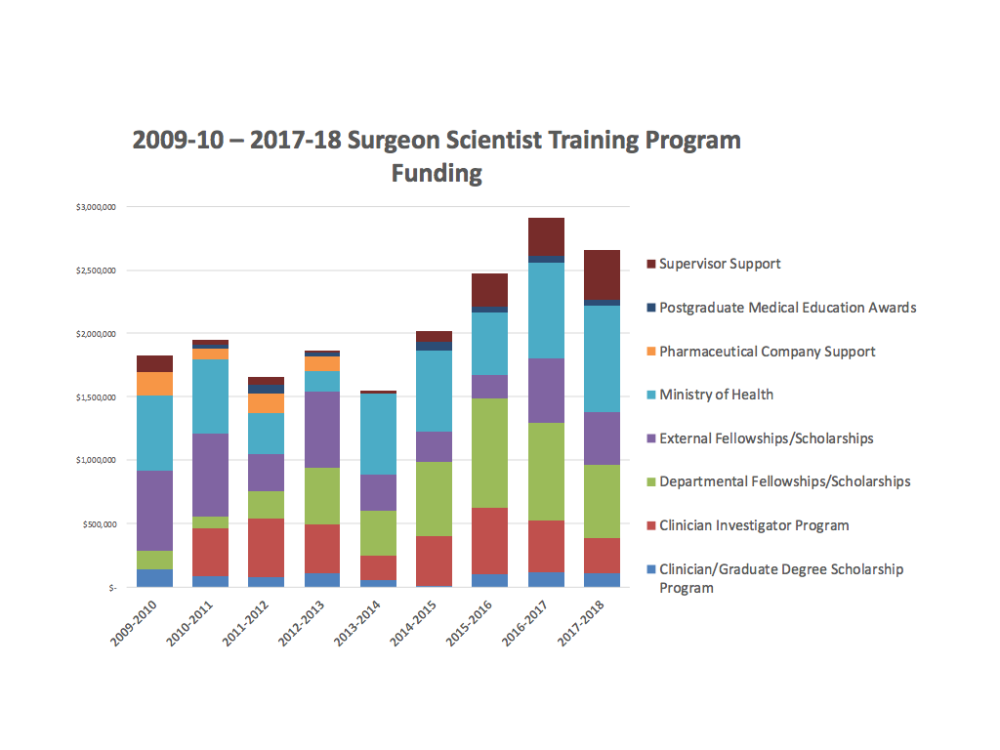 2009-10 – 2017-18 Surgeon Scientist Training Program
Funding
$3,000,000
$2,500,000
$2,000,000
$1,500,000
$1,000,000
$500,000
$-
2009-2010
2010-2011
2011-2012
2012-2013
2013-2014
2014-2015
2015-2016
2016-2017
2017-2018
Supervisor Support
Postgraduate Medical Education Awards
Pharmaceutical Company Support
Ministry of Health
External Fellowships/Scholarships
Departmental Fellowships/Scholarships
Clinician Investigator Program
Clinician/Graduate Degree Scholarship
Program